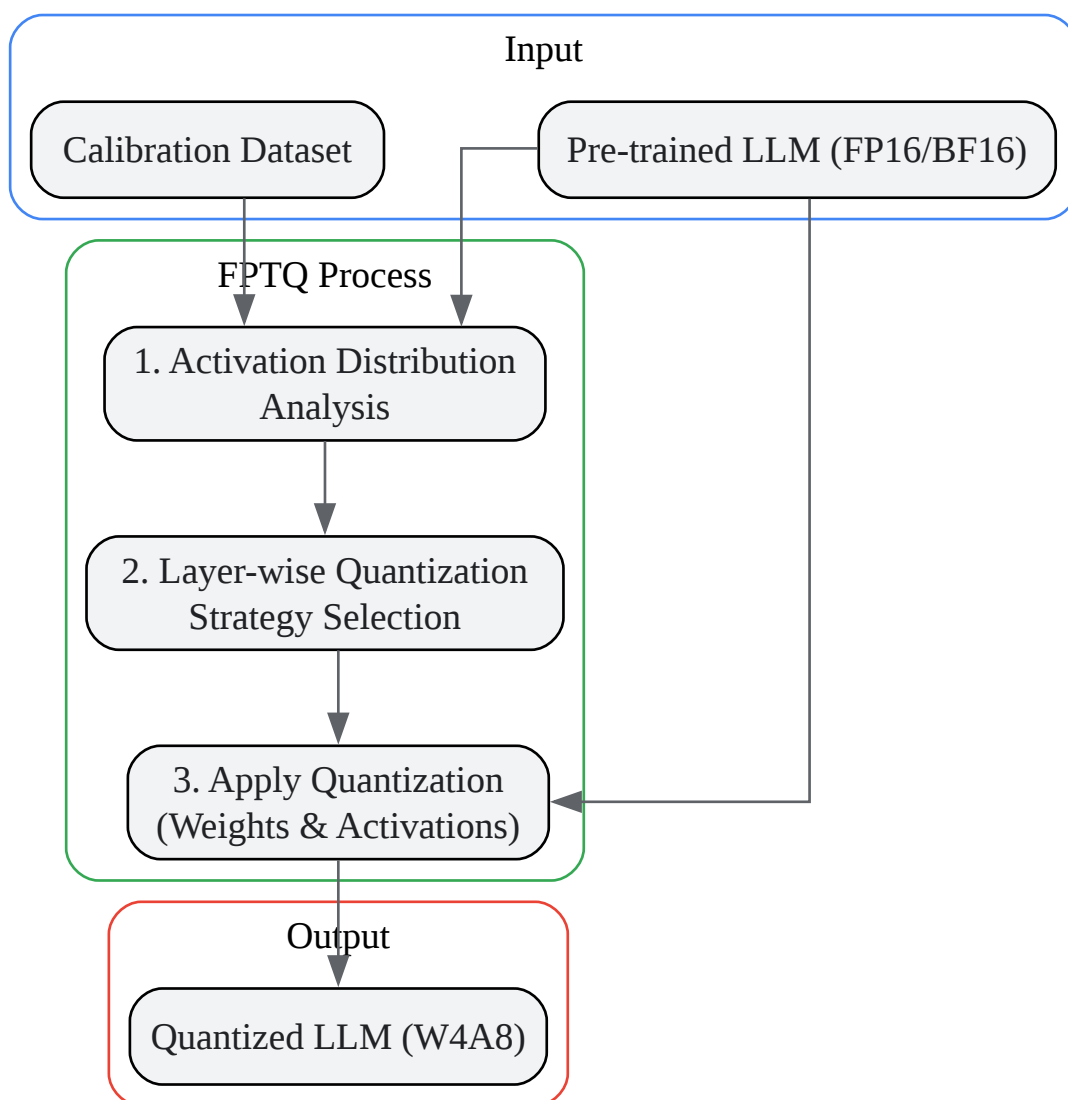 Input
Calibration Dataset
Pre-trained LLM (FP16/BF16)
FPTQ Process
1. Activation Distribution
Analysis
2. Layer-wise Quantization
Strategy Selection
3. Apply Quantization
(Weights & Activations)
Output
Quantized LLM (W4A8)